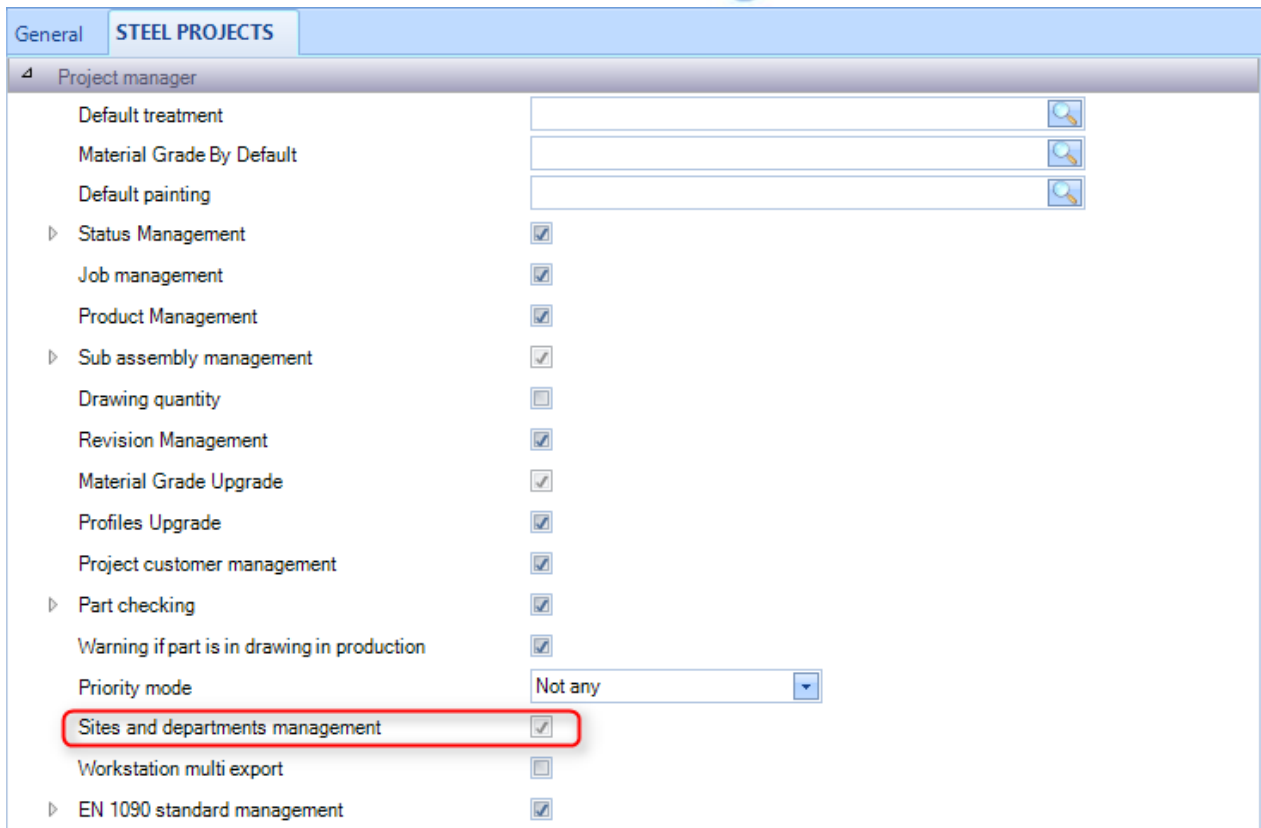 General STEEL PROJECTS
Project manager
Default treatment
Material Grade By Default
Default painting
Status Management
Job management
Product Management
Sub assembly management
Drawing quantity
Revision Management
Material Grade Upgrade
Profiles Upgrade
Project customer management
Part checking
Warning if part is in drawing in production
Priority mode Not any
Sites and departments management
Workstation multi export
EN 1090 standard management